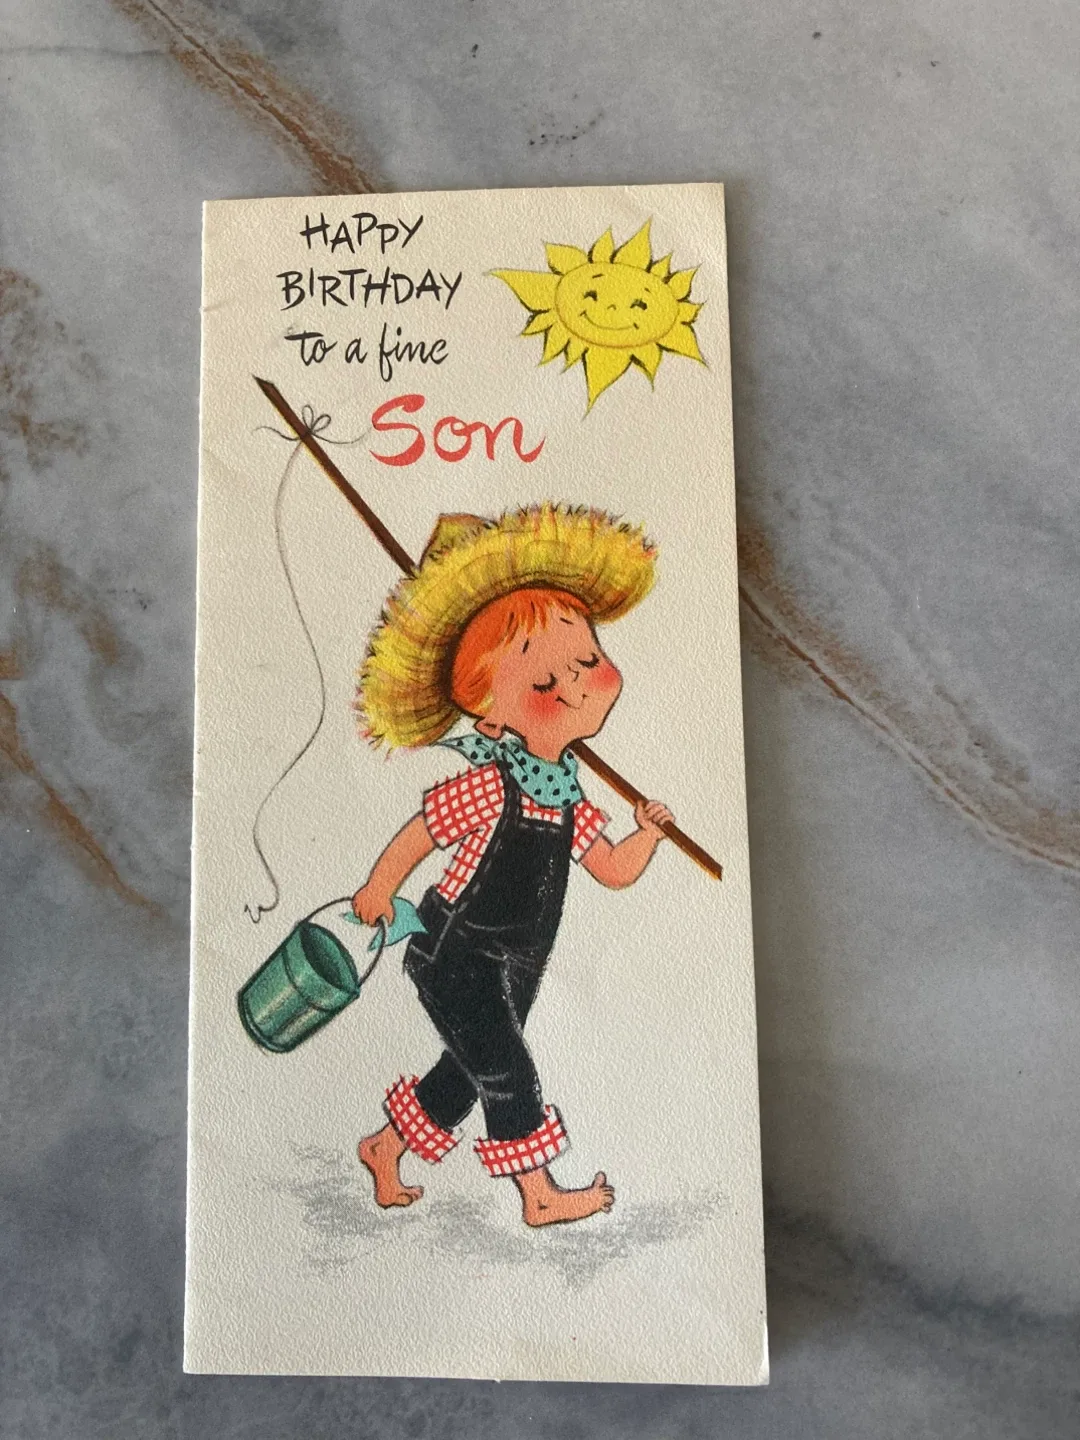 HAPPY
BIRTHDAY
to a fine
Son